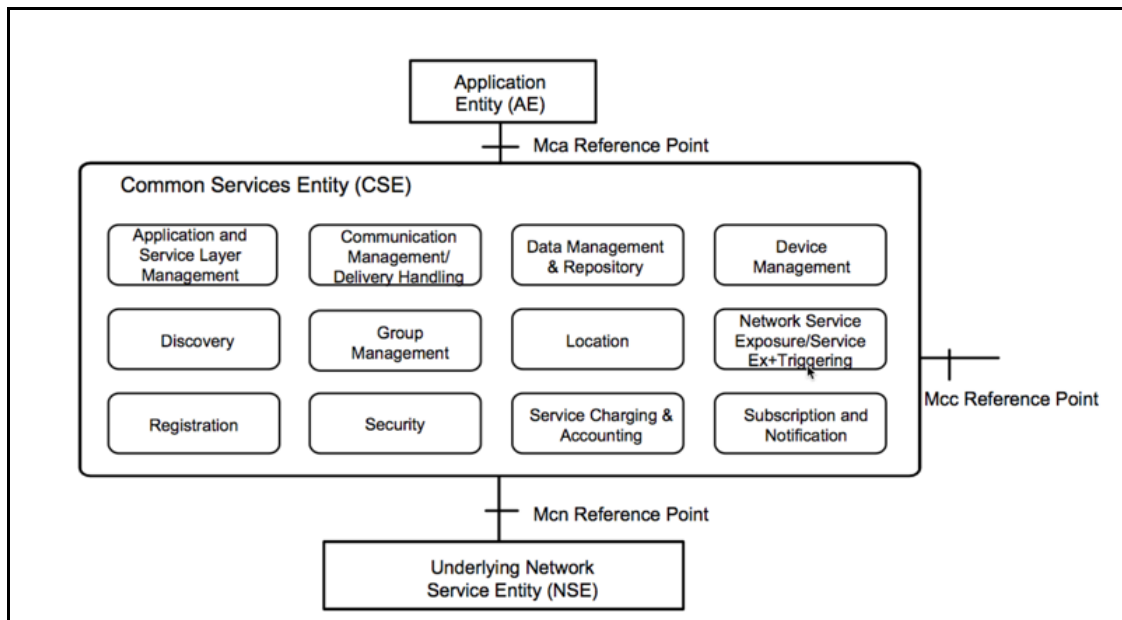 Application
Entity (AE)
Mca Reference Point
Common Services Entity (CSE)
Application and
Service Layer
Management
Communication
Management/
Delivery Handling
Data Management
& Repository
Device
Management
Discovery
Group
Management
Location
Network Service
Exposure/Service
Ex+Triggering
Mcc Reference Point
Registration
Security
Service Charging &
Accounting
Subscription and
Notification
Mcn Reference Point
Underlying Network
Service Entity (NSE)